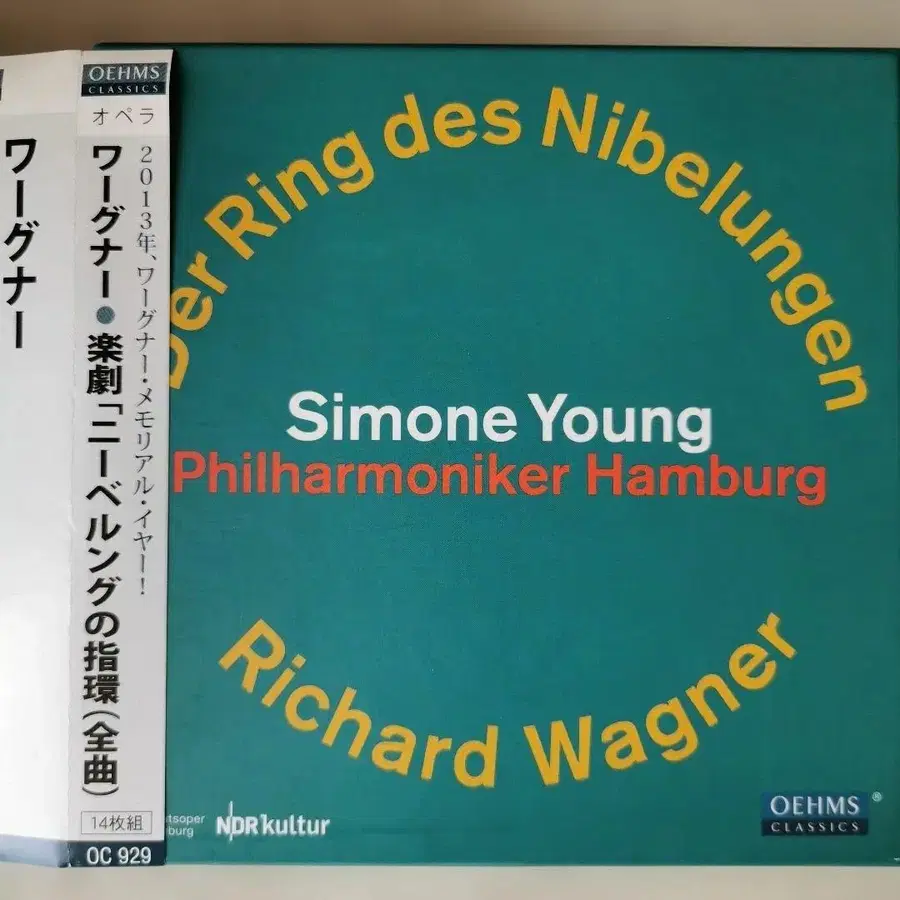 ワーグナー
OEHMS
CLASSICS
オペラ
2013年、ワーグナー・メモリアル・イヤー!
ワーグナー●楽劇「ニーベルングの指環(全曲)
14枚組
OC 929
Der Ring des Nibelungen
Simone Young
Philharmoniker Hamburg
Richard Wagner
NDR kultur
OEHMS
CLASSICS
®